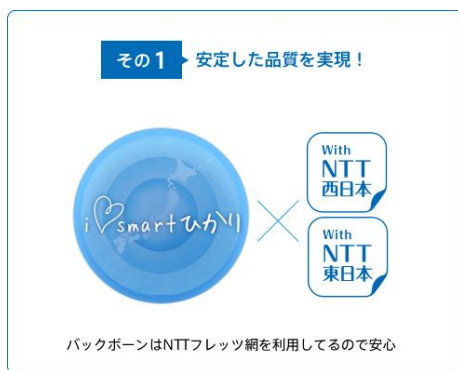 その1 安定した品質を実現！
i♡smartひかり
With
NTT
西日本
With
NTT
東日本
バックボーンはNTTフレッツ網を利用してるので安心